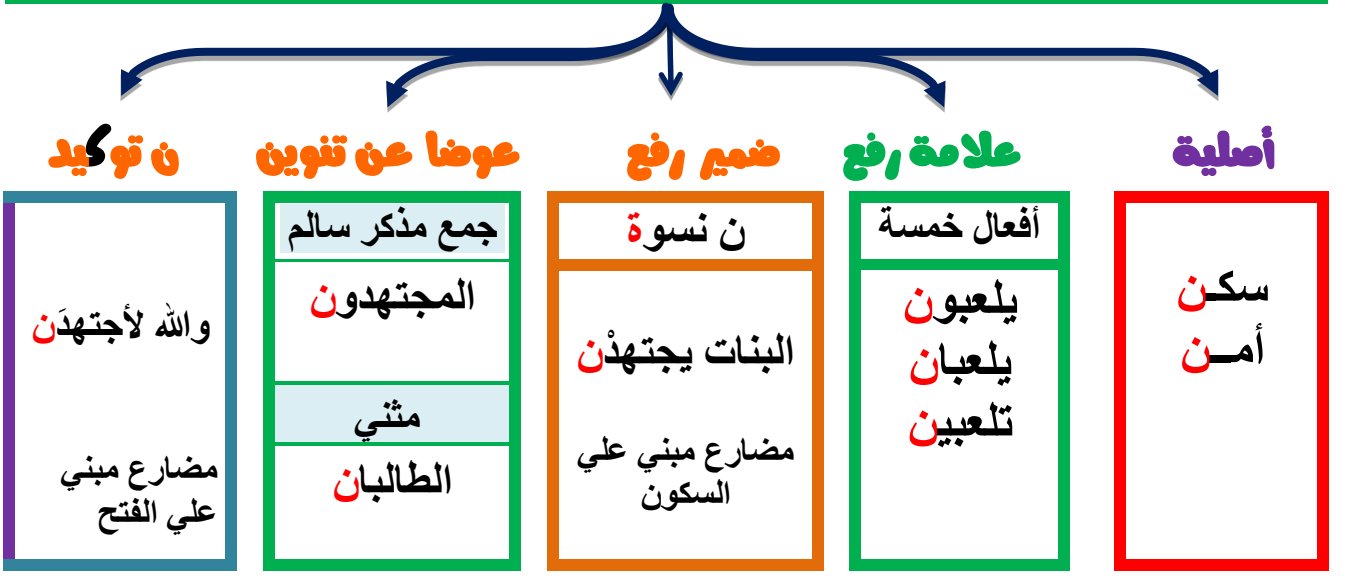 أصلية
علامة رفع
ضمير رفع
عوضا عن تنوين
ن توكيد
سكـن
أمــن
أفعال خمسة
يلعبون
يلعبان
تلعبين
ن نسوة
البنات يجتهدْن
مضارع مبني علي
السكون
جمع مذكر سالم
المجتهدون
مثني
الطالبان
والله لأجتهدَن
مضارع مبني
علي الفتح